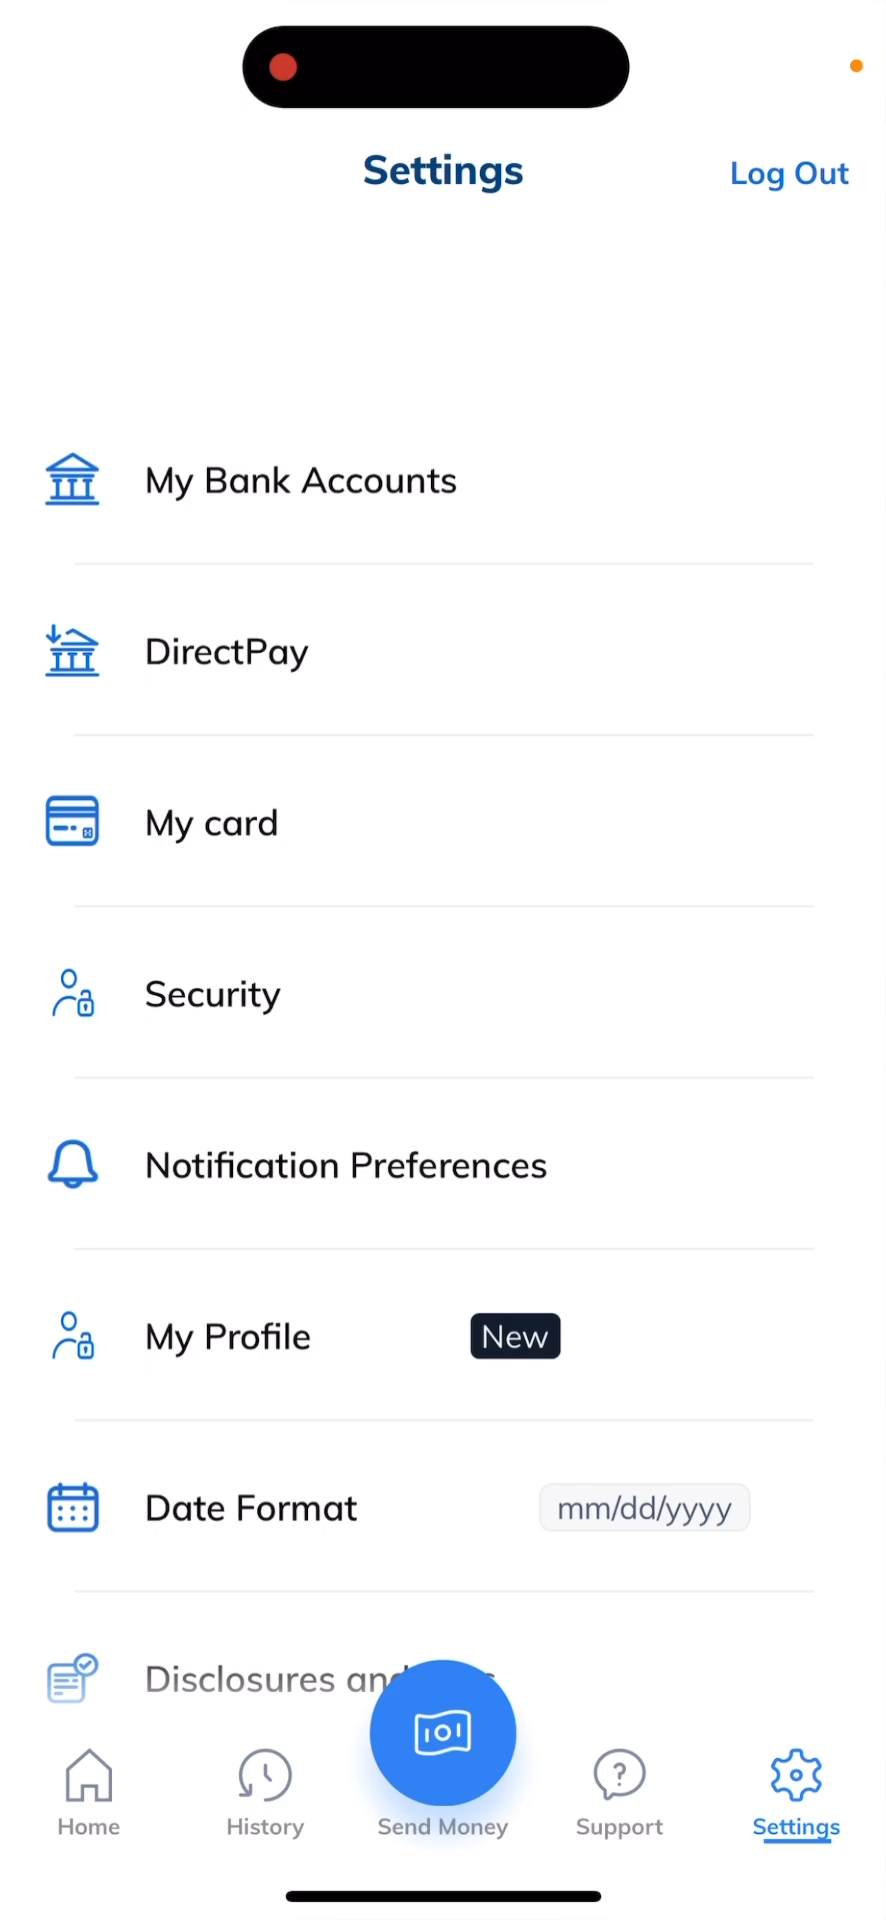 Settings
Log Out
My Bank Accounts
DirectPay
My card
Security
Notification Preferences
My Profile
New
Date Format
mm/dd/yyyy
Disclosures
Home
History
Send Money
Support
Settings